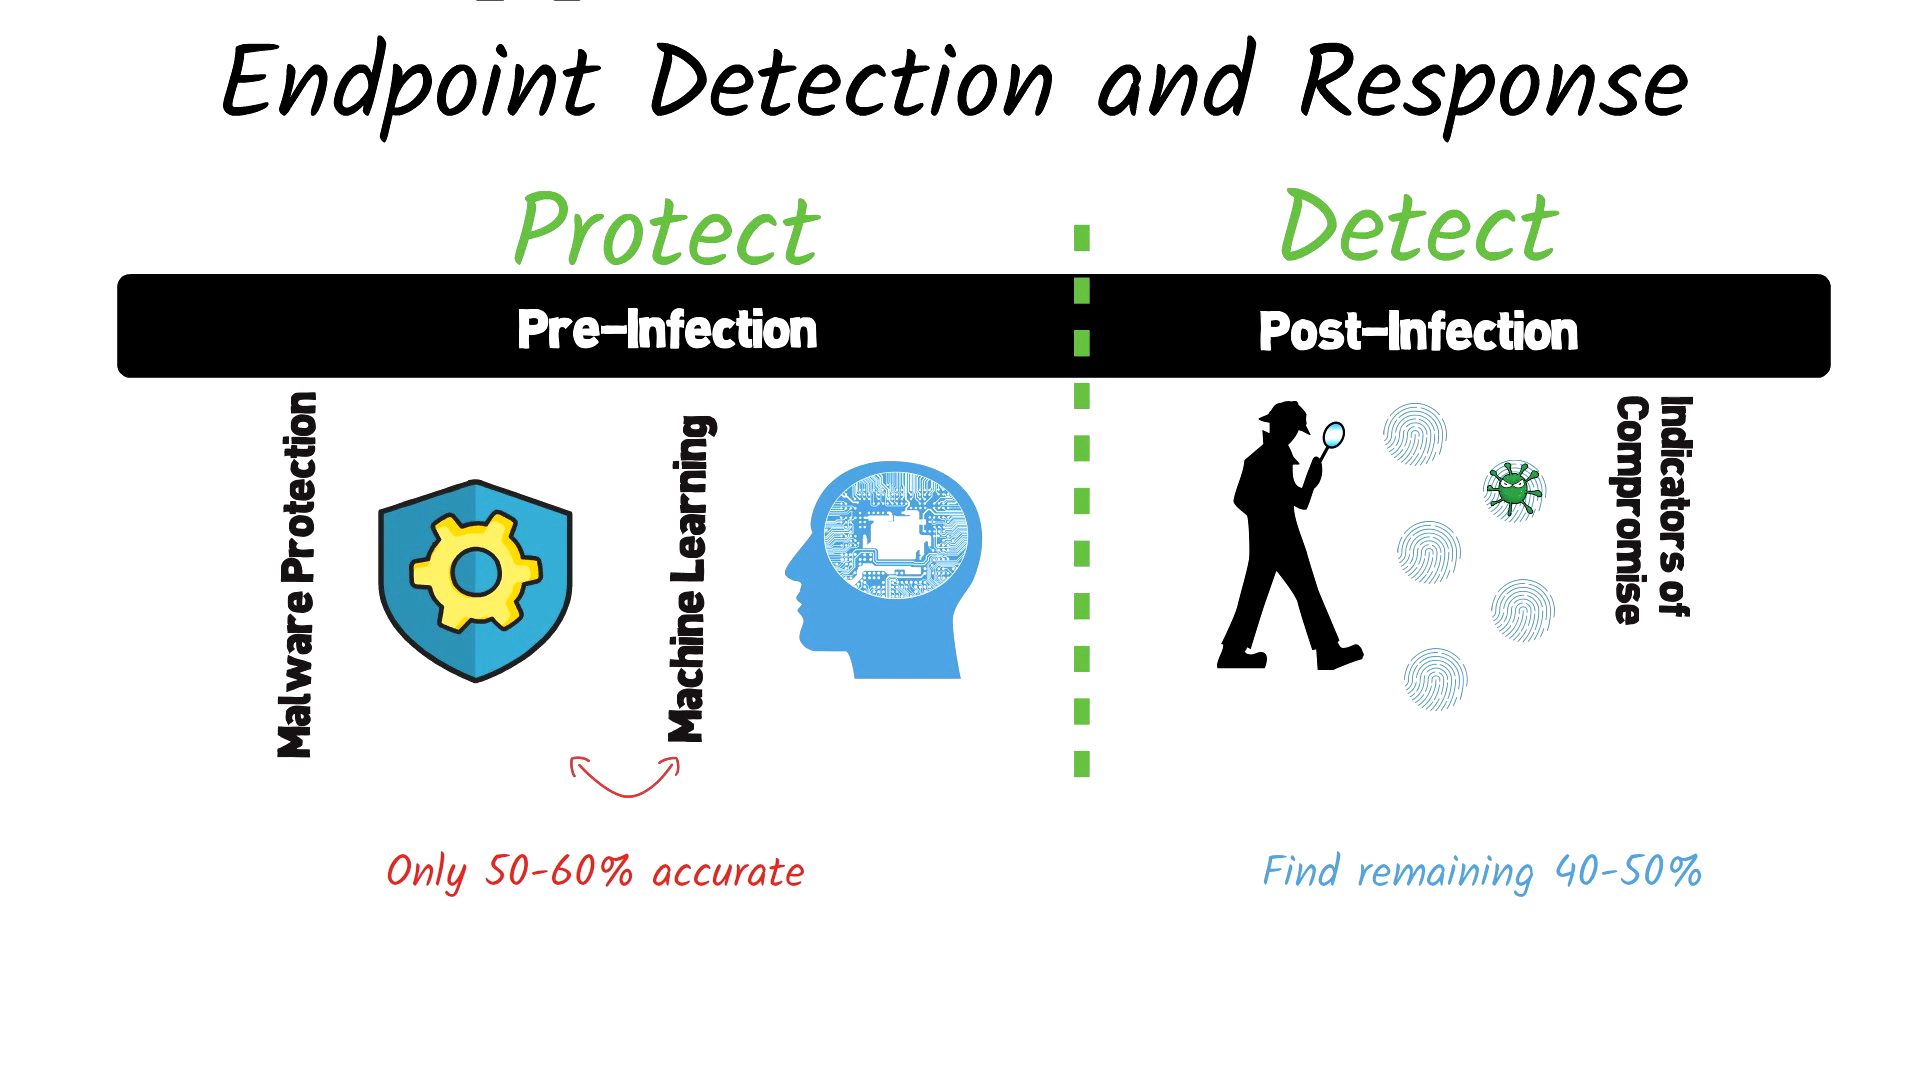 Endpoint Detection and Response
Protect
Detect
Pre-Infection
Post-Infection
Malware Protection
Machine Learning
Indicators of
Compromise
Only 50-60% accurate
Find remaining 40-50%